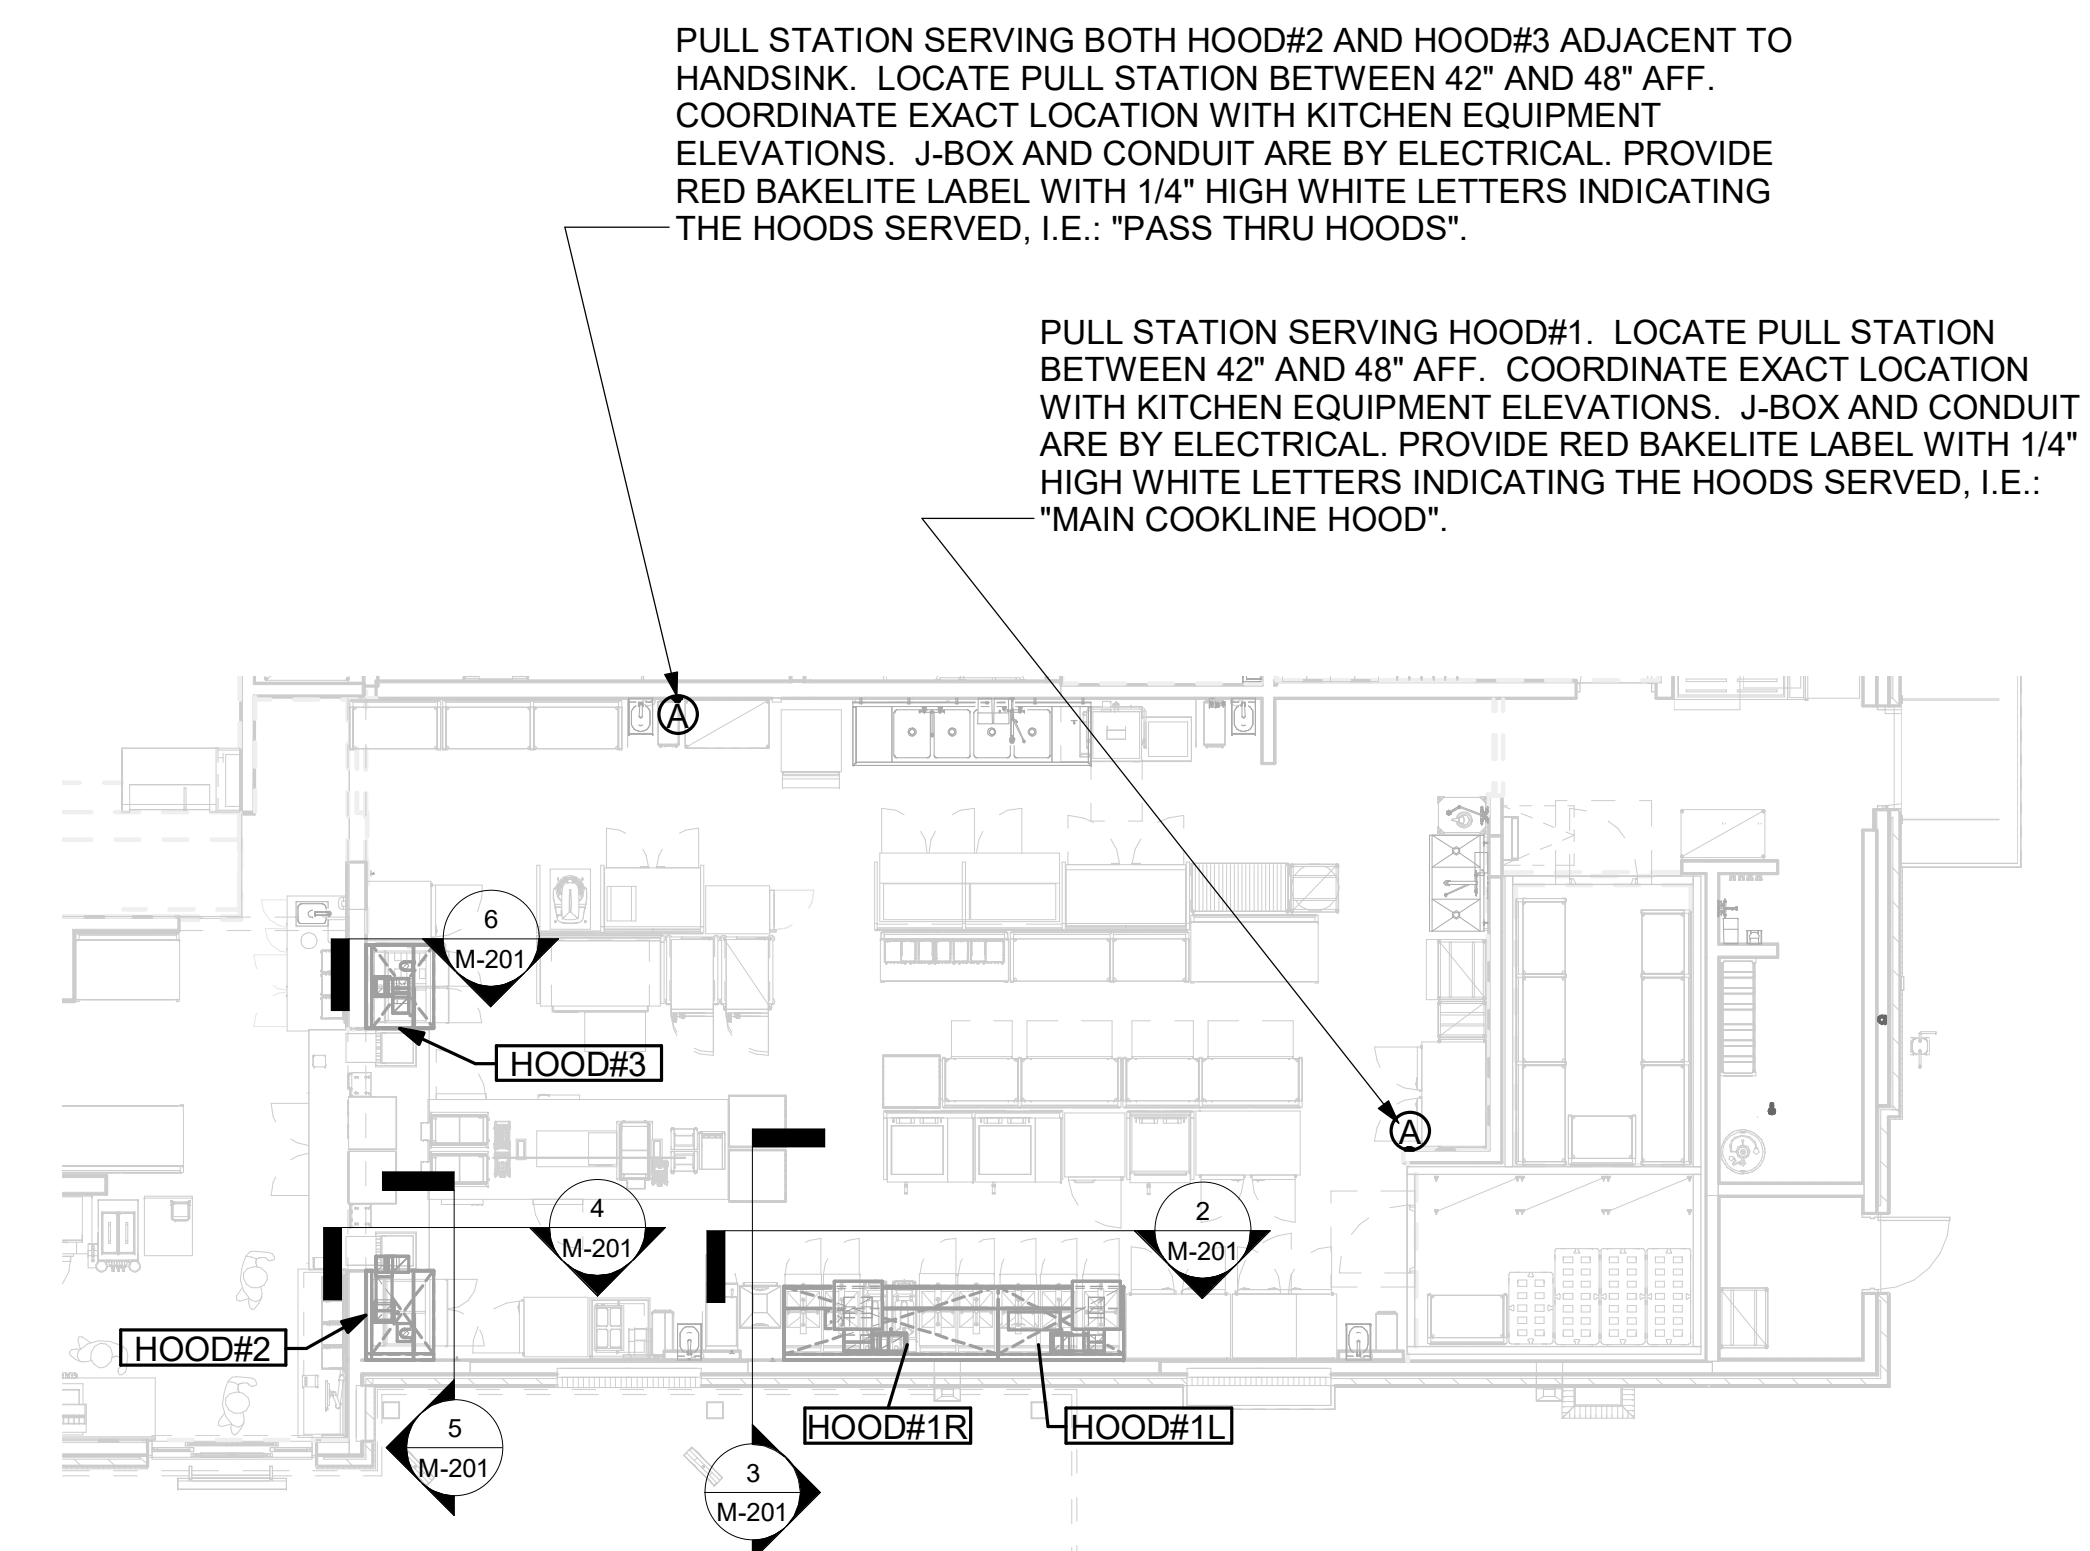 PULL STATION SERVING BOTH HOOD#2 AND HOOD#3 ADJACENT TO
HANDSINK.  LOCATE PULL STATION BETWEEN 42" AND 48" AFF.
COORDINATE EXACT LOCATION WITH KITCHEN EQUIPMENT
ELEVATIONS.  J-BOX AND CONDUIT ARE BY ELECTRICAL. PROVIDE
RED BAKELITE LABEL WITH 1/4" HIGH WHITE LETTERS INDICATING
THE HOODS SERVED, I.E.: "PASS THRU HOODS".
PULL STATION SERVING HOOD#1.  LOCATE PULL STATION
BETWEEN 42" AND 48" AFF.  COORDINATE EXACT LOCATION
WITH KITCHEN EQUIPMENT ELEVATIONS.  J-BOX AND CONDUIT
ARE BY ELECTRICAL. PROVIDE RED BAKELITE LABEL WITH 1/4"
HIGH WHITE LETTERS INDICATING THE HOODS SERVED, I.E.:
"MAIN COOKLINE HOOD".
A
6
M-201
HOOD#3
A
4
M-201
2
M-201
HOOD#2
5
M-201
HOOD#1R
HOOD#1L
3
M-201